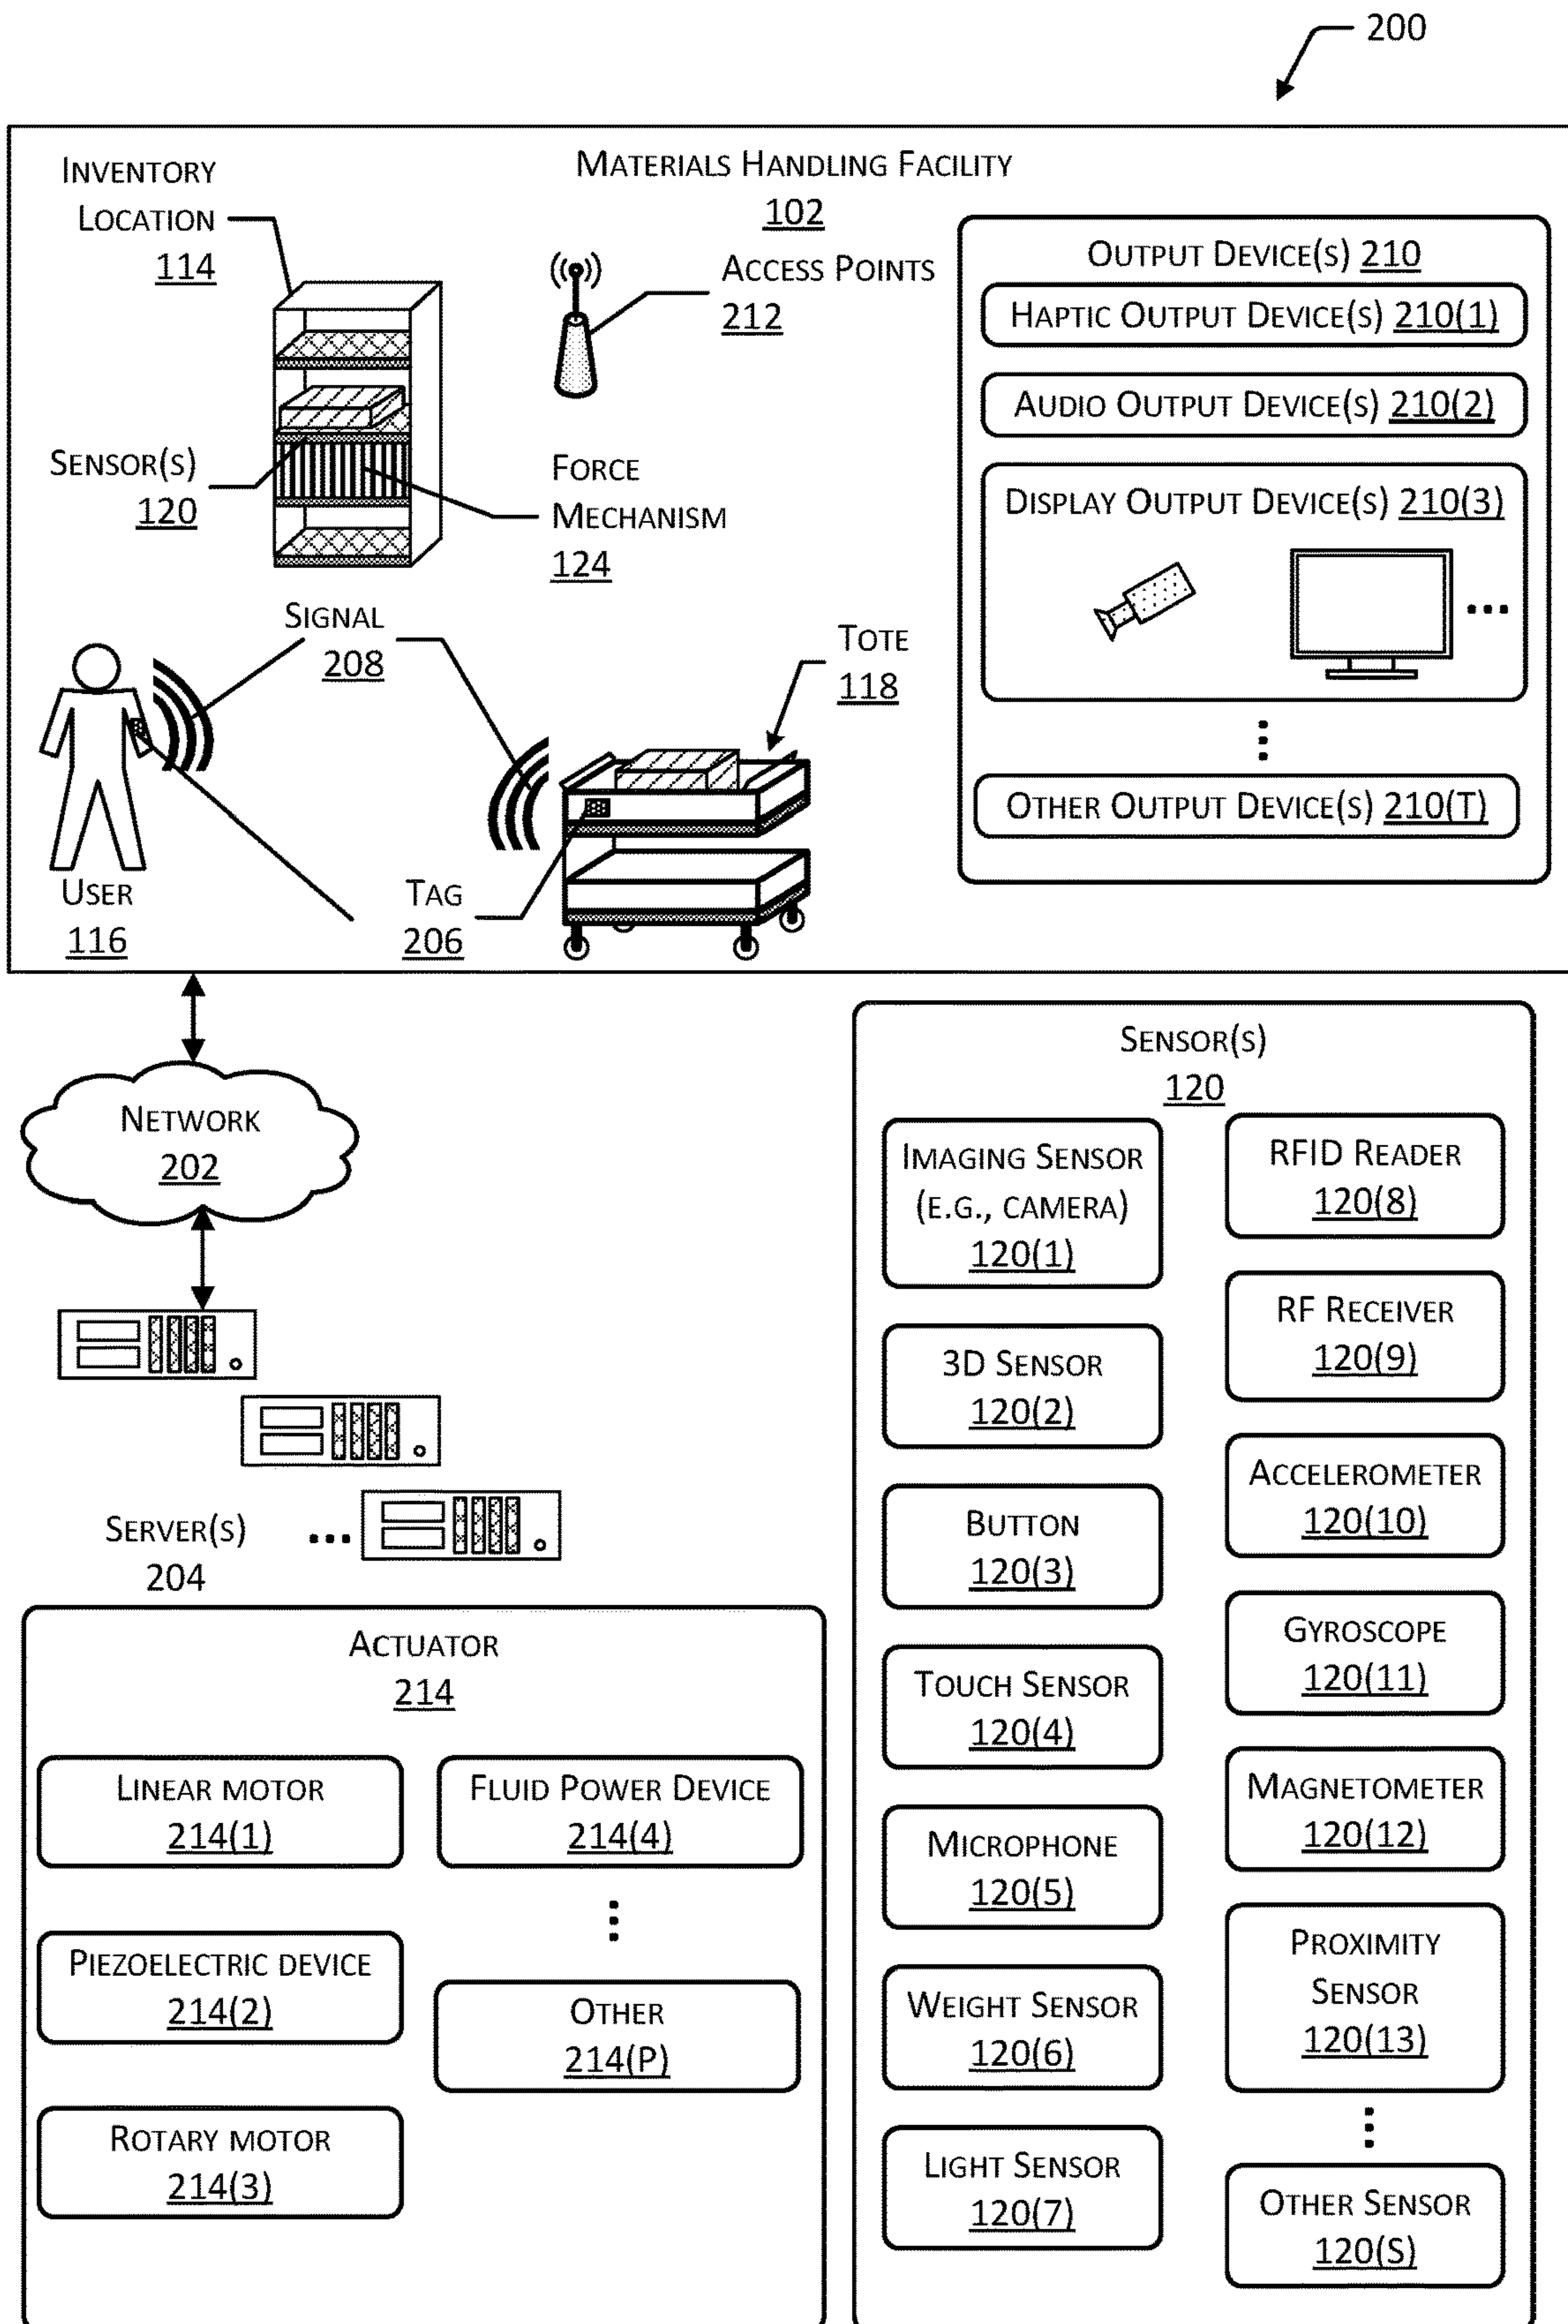 200
INVENTORY
LOCATION
114
MATERIALS HANDLING FACILITY
102
ACCESS POINTS
212
SENSOR(S)
120
FORCE
MECHANISM
124
SIGNAL
208
TOTE
118
USER
116
TAG
206
OUTPUT DEVICE(S) 210
HAPTIC OUTPUT DEVICE(S) 210(1)
AUDIO OUTPUT DEVICE(S) 210(2)
DISPLAY OUTPUT DEVICE(S) 210(3)
...
OTHER OUTPUT DEVICE(S) 210(T)
NETWORK
202
SERVER(S)
204
...
ACTUATOR
214
LINEAR MOTOR
214(1)
PIEZOELECTRIC DEVICE
214(2)
ROTARY MOTOR
214(3)
FLUID POWER DEVICE
214(4)
OTHER
214(P)
SENSOR(S)
120
IMAGING SENSOR
(E.G., CAMERA)
120(1)
3D SENSOR
120(2)
BUTTON
120(3)
TOUCH SENSOR
120(4)
MICROPHONE
120(5)
WEIGHT SENSOR
120(6)
LIGHT SENSOR
120(7)
RFID READER
120(8)
RF RECEIVER
120(9)
ACCELEROMETER
120(10)
GYROSCOPE
120(11)
MAGNETOMETER
120(12)
PROXIMITY
SENSOR
120(13)
OTHER SENSOR
120(S)